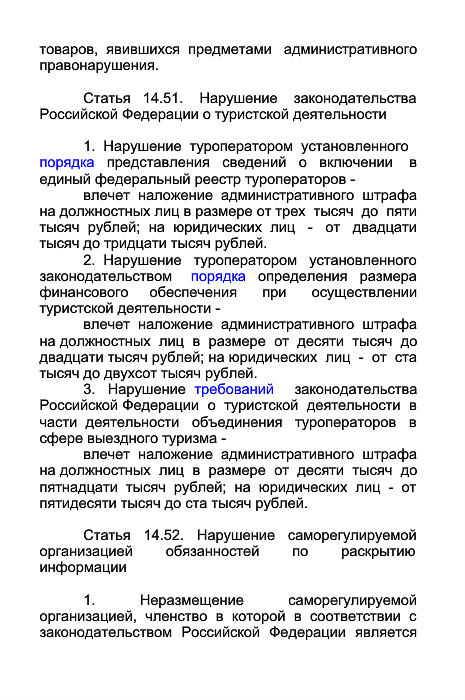 товаров, явившихся предметами административного
правонарушения.
Статья 14.51. Нарушение законодательства
Российской Федерации о туристской деятельности
1. Нарушение туроператором установленного
порядка представления сведений о включении в
единый федеральный реестр туроператоров -
влечет наложение административного штрафа
на должностных лиц в размере от трех тысяч до пяти
тысяч рублей; на юридических лиц - от двадцати
тысяч до тридцати тысяч рублей.
2. Нарушение туроператором установленного
законодательством порядка определения размера
финансового обеспечения при осуществлении
туристской деятельности -
влечет наложение административного штрафа
на должностных лиц в размере от десяти тысяч до
двадцати тысяч рублей; на юридических лиц - от ста
тысяч до двухсот тысяч рублей.
3. Нарушение требований законодательства
Российской Федерации о туристской деятельности в
части деятельности объединения туроператоров в
сфере выездного туризма -
влечет наложение административного штрафа
на должностных лиц в размере от десяти тысяч до
пятнадцати тысяч рублей; на юридических лиц - от
пятидесяти тысяч до ста тысяч рублей.
Статья 14.52. Нарушение саморегулируемой
организацией обязанностей по раскрытию
информации
1. Неразмещение саморегулируемой
организацией, членство в которой в соответствии с
законодательством Российской Федерации является